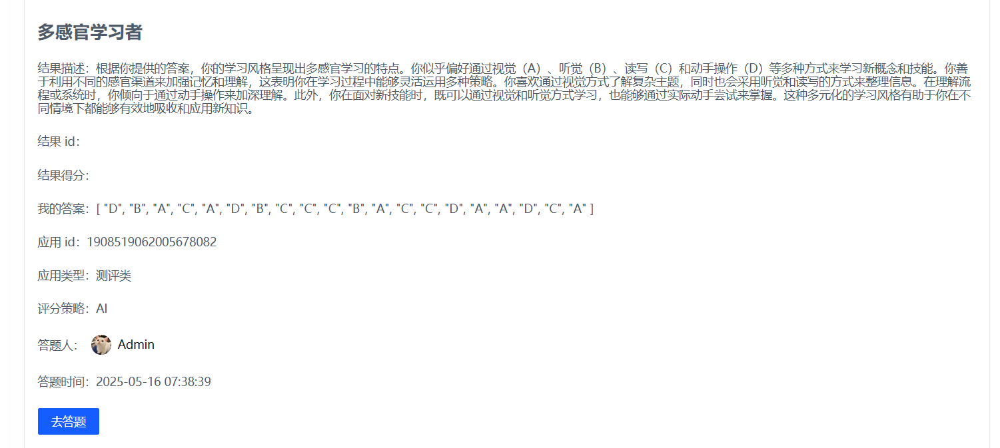 多感官学习者
结果描述：根据你提供的答案，你的学习风格呈现出多感官学习的特点。你似乎偏好通过视觉（A）、听觉（B）、读写（C）和动手操作（D）等多种方式来学习新概念和技能。你善
于利用不同的感官渠道来加强记忆和理解，这表明你在学习过程中能够灵活运用多种策略。你喜欢通过视觉方式了解复杂主题，同时也会采用听觉和读写的方式来整理信息。在理解流
程或系统时，你倾向于通过动手操作来加深理解。此外，你在面对新技能时，既可以通过视觉和听觉方式学习，也能够通过实际动手尝试来掌握。这种多元化的学习风格有助于你在不
同情境下都能够有效地吸收和应用新知识。
结果 id：
结果得分：
我的答案：[ "D", "B", "A", "C", "A", "D", "B", "C", "C", "C", "B", "A", "C", "C", "D", "A", "A", "D", "C", "A" ]
应用 id：1908519062005678082
应用类型：测评类
评分策略：AI
答题人： Admin
答题时间：2025-05-16 07:38:39
去答题